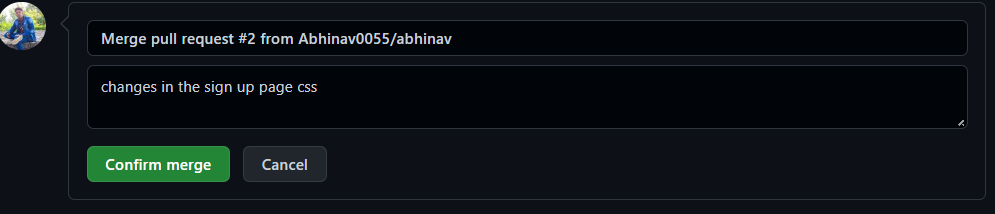 Merge pull request #2 from Abhinav0055/abhinav
changes in the sign up page css
Confirm merge
Cancel